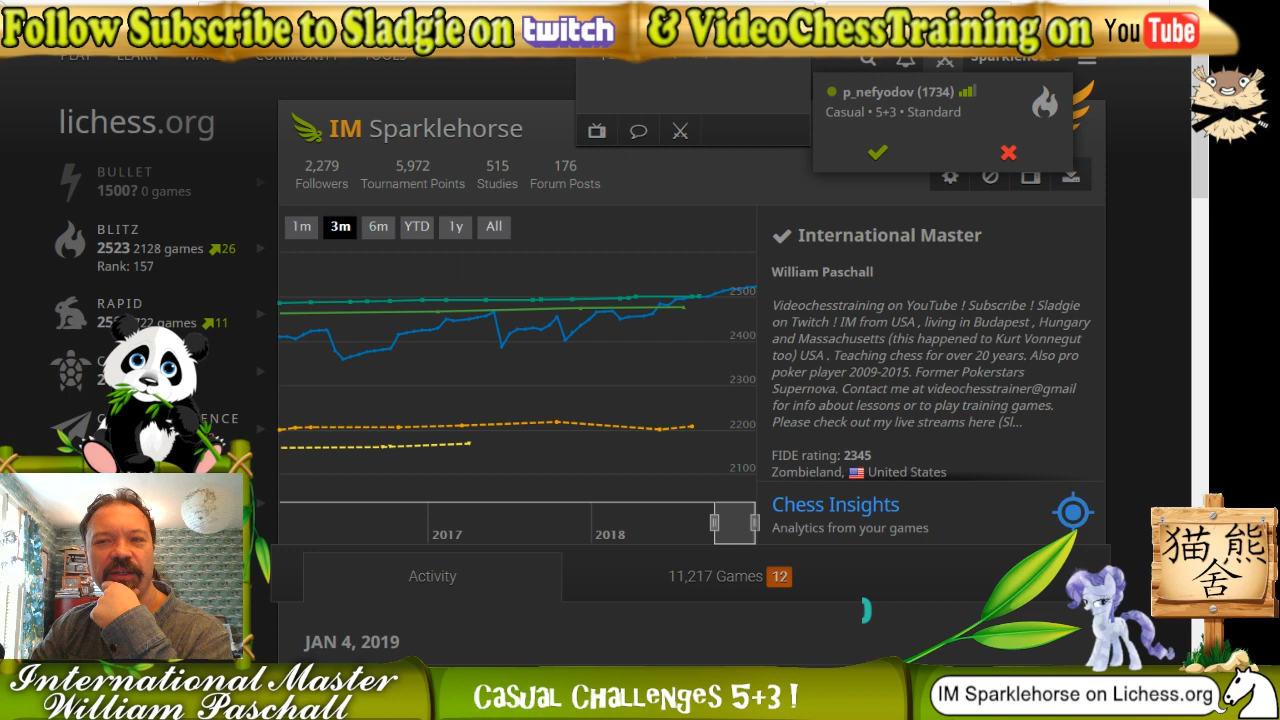 Follow Subscribe to Sladgie on twitch & VideoChessTraining on YouTube
lichess.org
BULLET
1500? 0 games
BLITZ
2523 2128 games 26
Rank: 157
RAPID
722 games 11
IM Sparklehorse
2,279 5,972 515 176
Followers Tournament Points Studies Forum Posts
p_nefyodov (1734)
Casual • 5+3 • Standard
1m 3m 6m YTD 1y All
2500
2400
2300
2200
2100
2017 2018
International Master
William Paschall
Videochesstraining on YouTube ! Subscribe ! Sladgie
on Twitch ! IM from USA , living in Budapest , Hungary
and Massachusetts (this happened to Kurt Vonnegut
too) USA . Teaching chess for over 20 years. Also pro
poker player 2009-2015. Former Pokerstars
Supernova. Contact me at videochesstrainer@gmail
for info about lessons or to play training games.
Please check out my live streams here (Sl...
FIDE rating: 2345
Zombieland, United States
Chess Insights
Analytics from your games
Activity 11,217 Games 12
JAN 4, 2019
猫熊
舍
International Master
William Paschall
Casual Challenges 5+3 !
IM Sparklehorse on Lichess.org